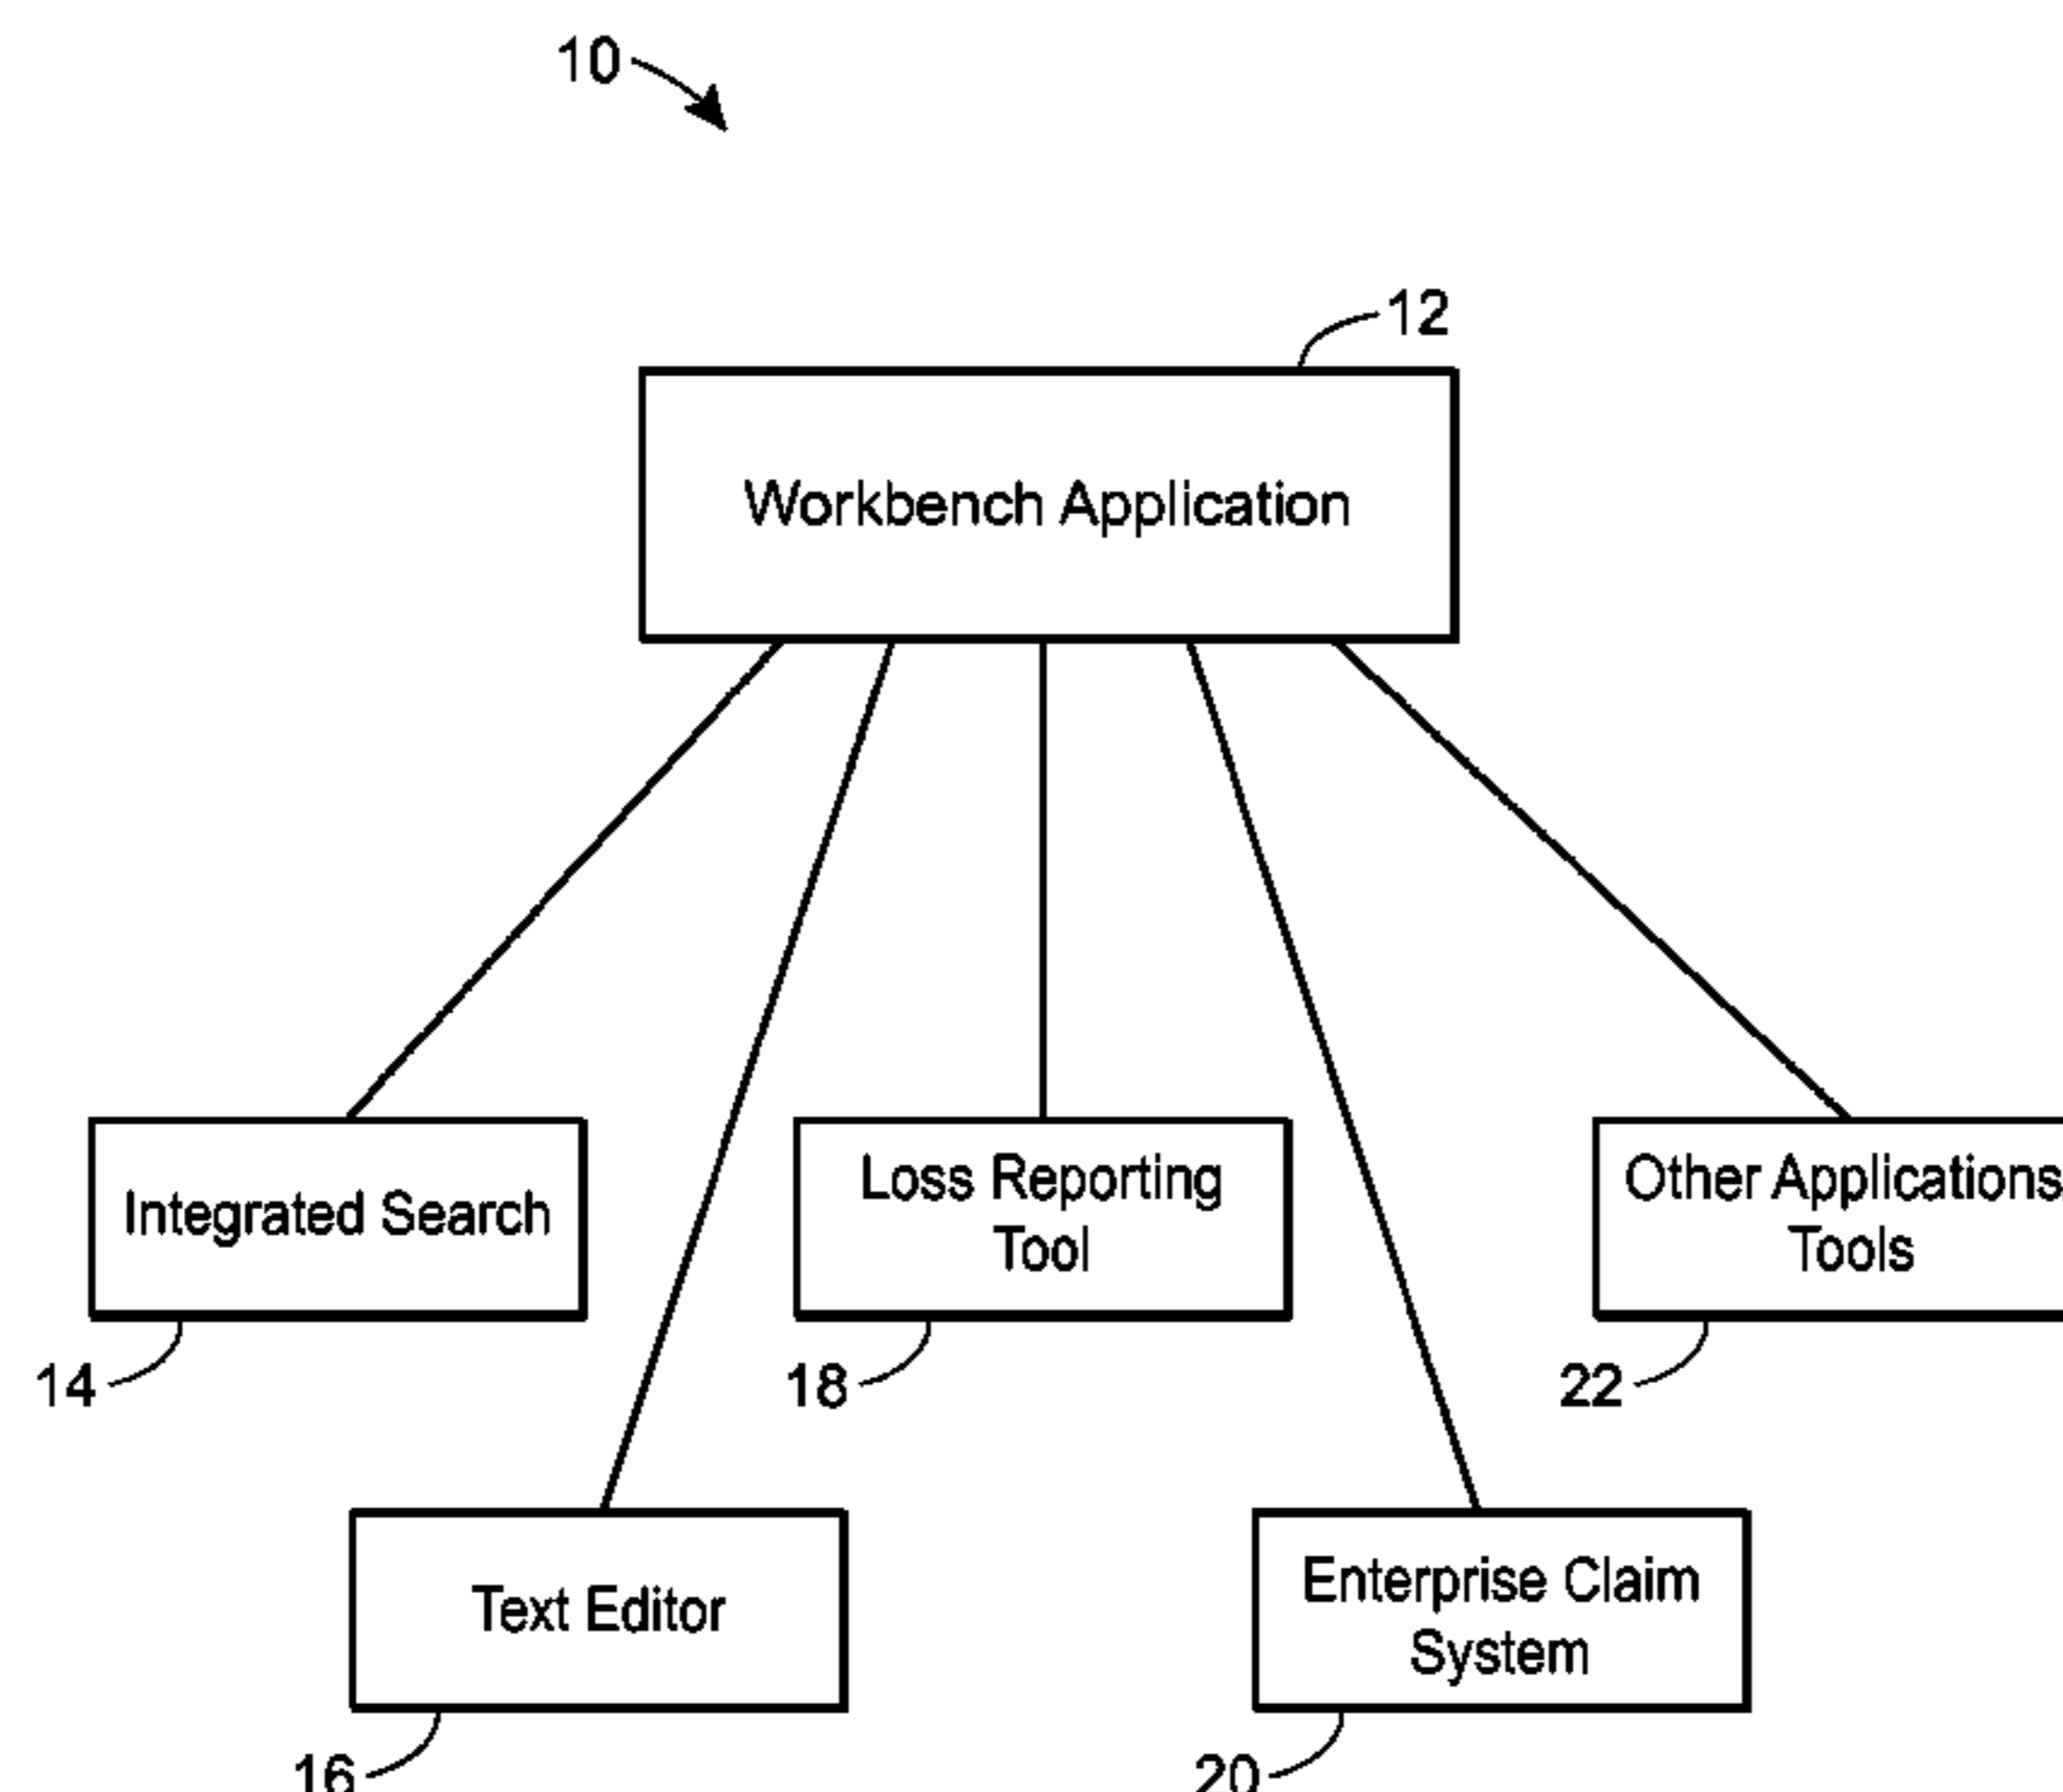 10
12
Workbench Application
Integrated Search
Loss Reporting
Tool
Other Applications
Tools
14
18
22
Text Editor
Enterprise Claim
System
16
20